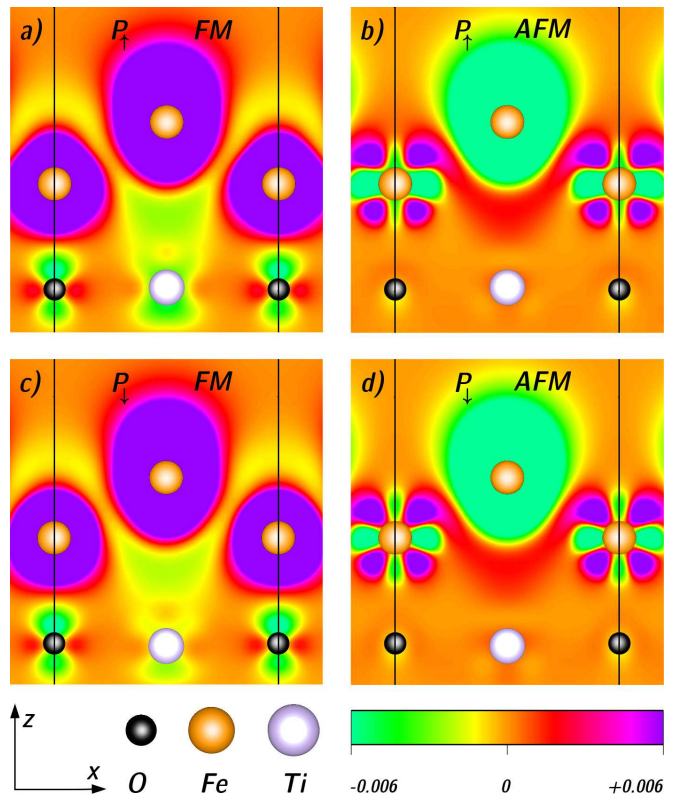 a) P↑ FM
b) P↑ AFM
c) P↓ FM
d) P↓ AFM
z
x
O Fe Ti
-0.006 0 +0.006